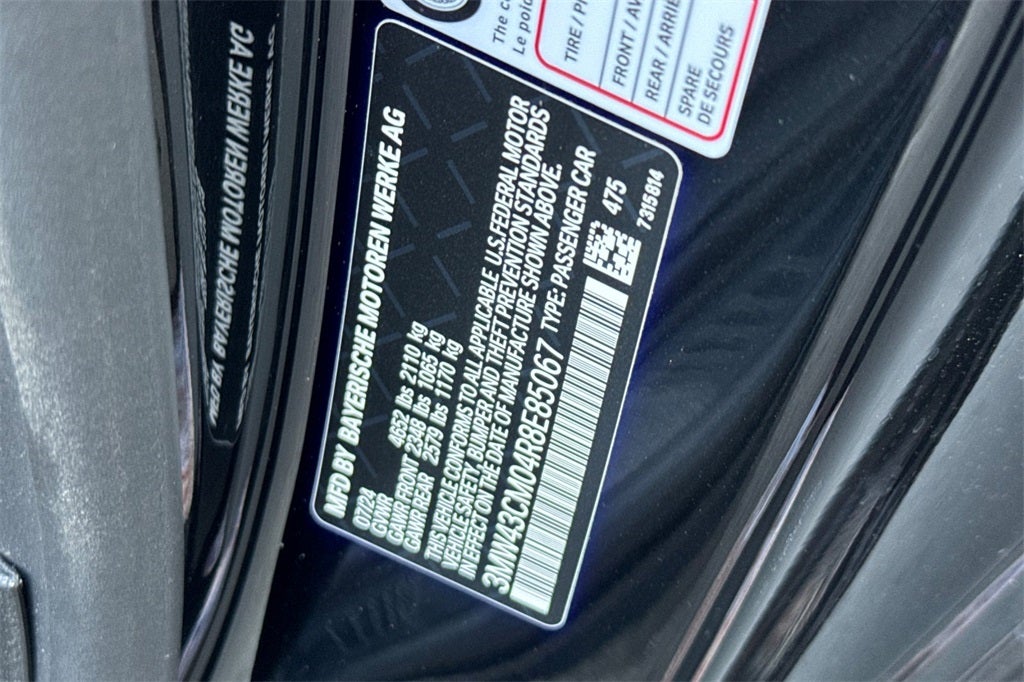 The
Le
TIRE /
FRONT /
REAR /
SPARE
DE SECOURS
MFD BY BAYERISCHE MOTOREN WERKE AG
07/24
GVWR 4652 lbs 2110 kg
GAWR FRONT 2348 lbs 1065 kg
GAWR REAR 2579 lbs 1170 kg
THIS VEHICLE CONFORMS TO ALL APPLICABLE U.S.FEDERAL MOTOR
VEHICLE SAFETY, BUMPER AND THEFT PREVENTION STANDARDS
IN EFFECT ON THE DATE OF MANUFACTURE SHOWN ABOVE.
3MW43CM04R8E85067 TYPE: PASSENGER CAR
475
7315814